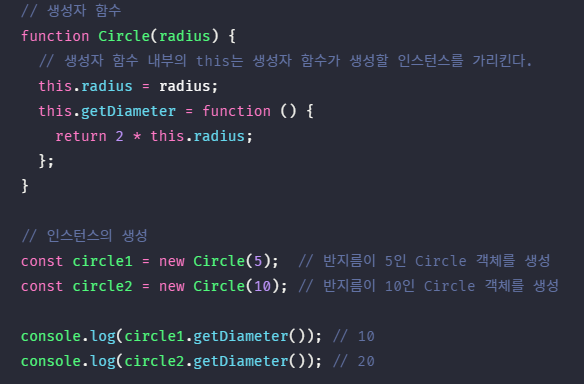 // 생성자 함수
function Circle(radius) {
  // 생성자 함수 내부의 this는 생성자 함수가 생성할 인스턴스를 가리킨다.
  this.radius = radius;
  this.getDiameter = function () {
    return 2 * this.radius;
  };
}

// 인스턴스의 생성
const circle1 = new Circle(5);  // 반지름이 5인 Circle 객체를 생성
const circle2 = new Circle(10); // 반지름이 10인 Circle 객체를 생성

console.log(circle1.getDiameter()); // 10
console.log(circle2.getDiameter()); // 20